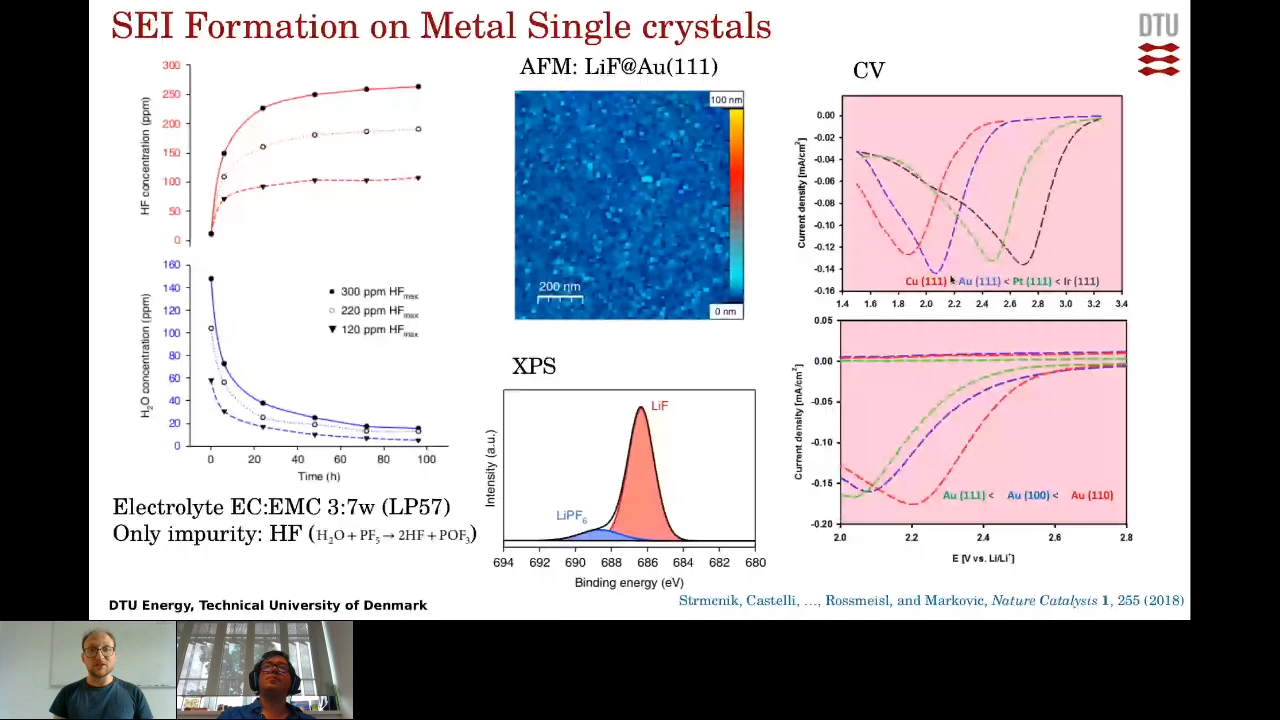 SEI Formation on Metal Single crystals
DTU
300
250
200
150
100
50
0
HF concentration (ppm)
160
140
120
100
80
60
40
20
0
H2O concentration (ppm)
300 ppm HFmax
220 ppm HFmax
120 ppm HFmax
0 20 40 60 80 100
Time (h)
Electrolyte EC:EMC 3:7w (LP57)
Only impurity: HF (H2O + PF5 → 2HF + POF3)
AFM: LiF@Au(111)
100 nm
200 nm
0 nm
XPS
Intensity (a.u.)
LiF
LiPF6
694 692 690 688 686 684 682 680
Binding energy (eV)
CV
0.00
-0.02
-0.04
-0.06
-0.08
-0.10
-0.12
-0.14
-0.16
Current density [mA/cm2]
Cu (111) < Au (111) < Pt (111) < Ir (111)
1.4 1.6 1.8 2.0 2.2 2.4 2.6 2.8 3.0 3.2 3.4
0.05
0.00
-0.05
-0.10
-0.15
-0.20
Current density [mA/cm2]
Au (111) < Au (100) < Au (110)
2.0 2.2 2.4 2.6 2.8
E [V vs. Li/Li+]
Strmcnik, Castelli, ..., Rossmeisl, and Markovic, Nature Catalysis 1, 255 (2018)
DTU Energy, Technical University of Denmark